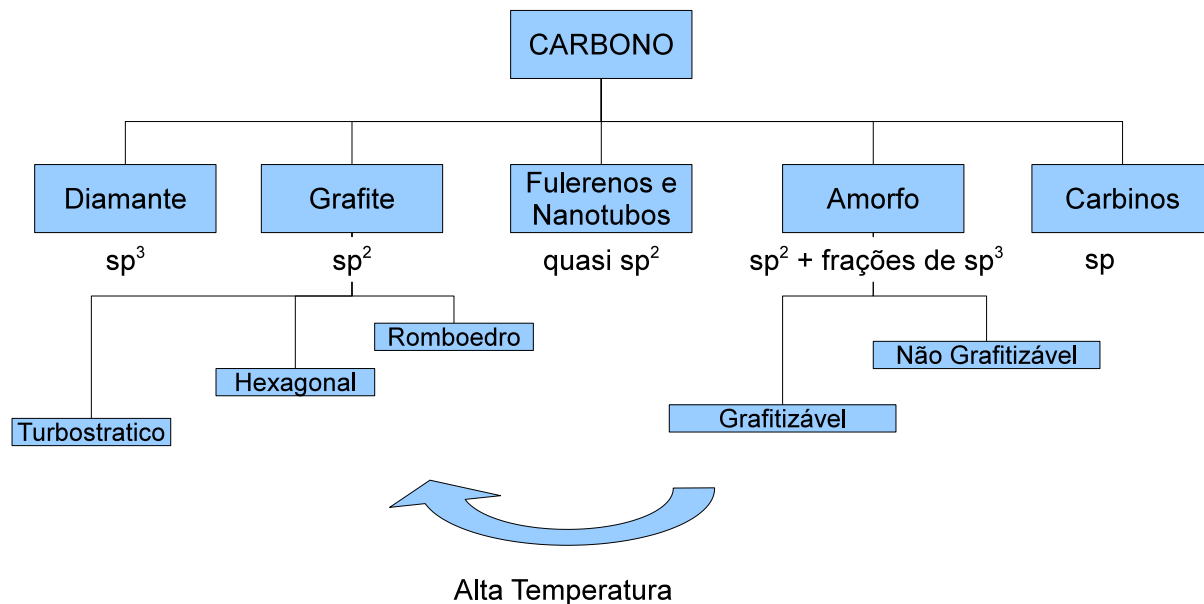 CARBONO
Diamante
Grafite
Fulerenos e
Nanotubos
Amorfo
Carbinos
sp³
sp²
quasi sp²
sp² + frações de sp³
sp
Romboedro
Hexagonal
Turbostratico
Não Grafitizável
Grafitizável
Alta Temperatura